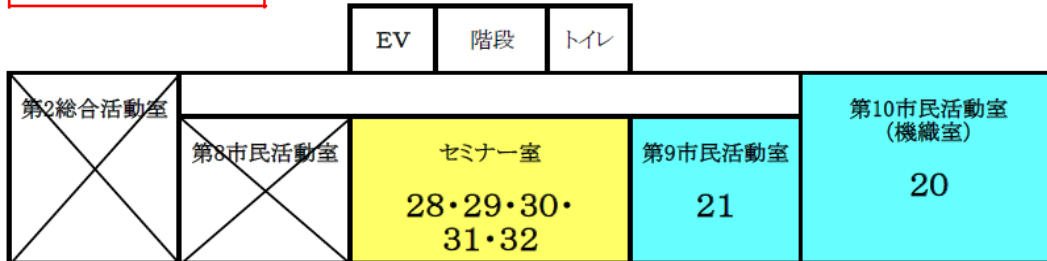 EV
階段
トイレ
第2総合活動室
第8市民活動室
セミナー室
28・29・30・
31・32
第9市民活動室
21
第10市民活動室
(機織室)
20